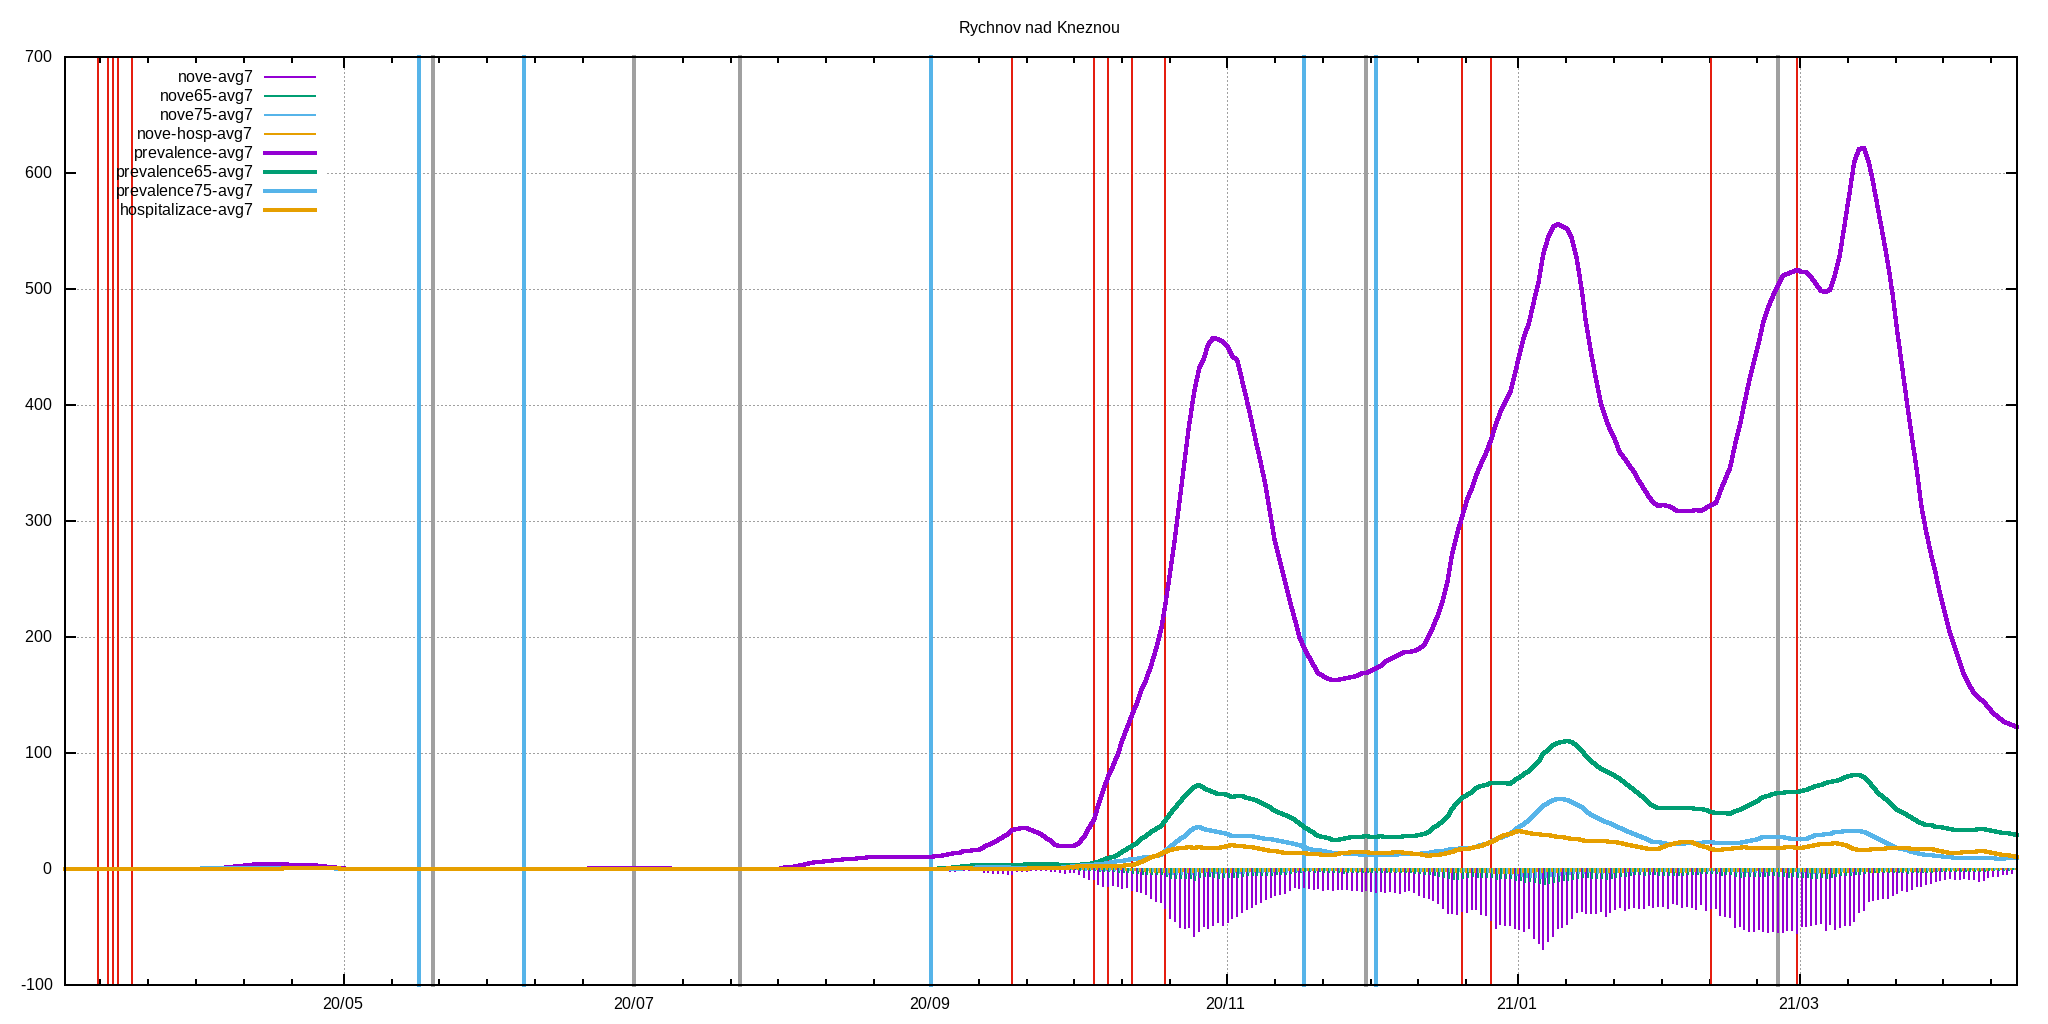 Rychnov nad Kneznou
700
600
500
400
300
200
100
0
-100
nove-avg7
nove65-avg7
nove75-avg7
nove-hosp-avg7
prevalence-avg7
prevalence65-avg7
prevalence75-avg7
hospitalizace-avg7
20/05
20/07
20/09
20/11
21/01
21/03